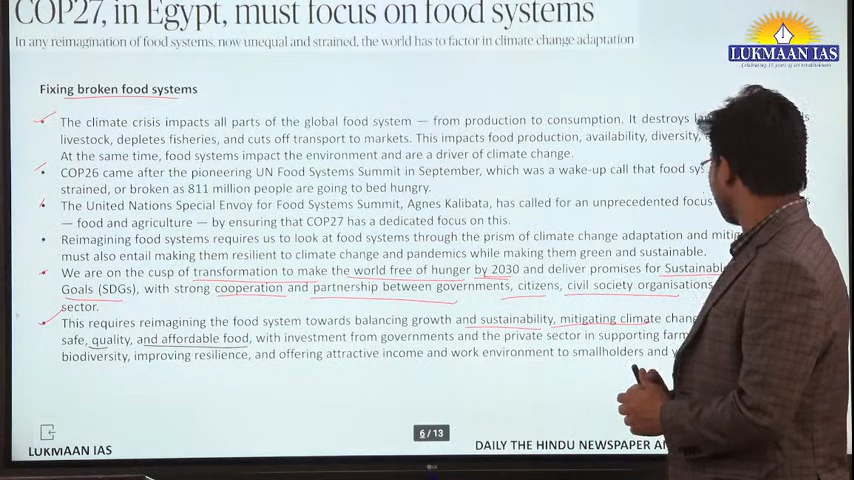 COP27, in Egypt, must focus on food systems
In any reimagination of food systems, now unequal and strained, the world has to factor in climate change adaptation
LUKMAAN IAS
Fixing broken food systems
• The climate crisis impacts all parts of the global food system — from production to consumption. It destroys
livestock, depletes fisheries, and cuts off transport to markets. This impacts food production, availability, diversity,
At the same time, food systems impact the environment and are a driver of climate change.
• COP26 came after the pioneering UN Food Systems Summit in September, which was a wake-up call that food
strained, or broken as 811 million people are going to bed hungry.
• The United Nations Special Envoy for Food Systems Summit, Agnes Kalibata, has called for an unprecedented focus
— food and agriculture — by ensuring that COP27 has a dedicated focus on this.
• Reimagining food systems requires us to look at food systems through the prism of climate change adaptation and
must also entail making them resilient to climate change and pandemics while making them green and sustainable.
• We are on the cusp of transformation to make the world free of hunger by 2030 and deliver promises for
Goals (SDGs), with strong cooperation and partnership between governments, citizens, civil society organisations
sector.
• This requires reimagining the food system towards balancing growth and sustainability, mitigating climate
safe, quality, and affordable food, with investment from governments and the private sector in supporting
biodiversity, improving resilience, and offering attractive income and work environment to smallholders and
6 / 13
LUKMAAN IAS
DAILY THE HINDU NEWSPAPER
LG